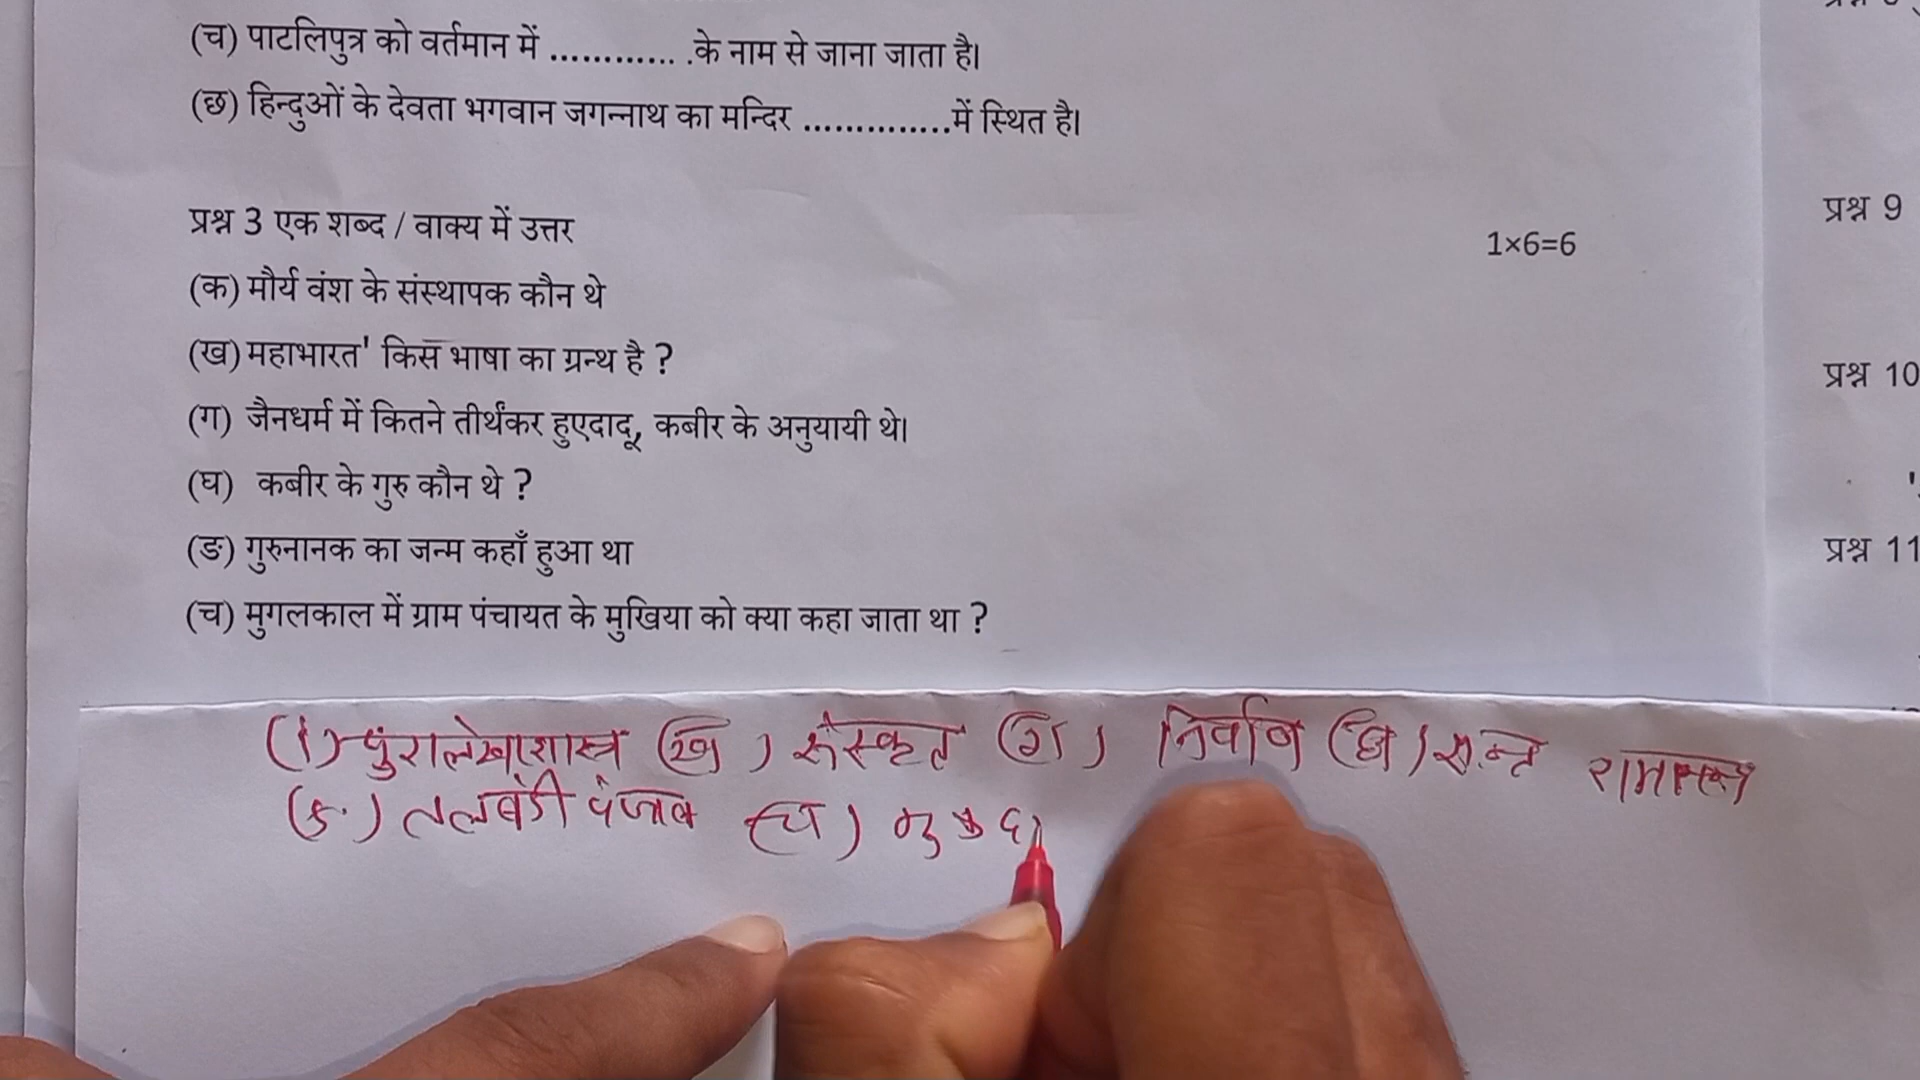 (च) पाटलिपुत्र को वर्तमान में ............. .के नाम से जाना जाता है।
(छ) हिन्दुओं के देवता भगवान जगन्नाथ का मन्दिर ..............में स्थित है।
प्रश्न 3 एक शब्द / वाक्य में उत्तर
1×6=6
(क) मौर्य वंश के संस्थापक कौन थे
(ख) महाभारत' किस भाषा का ग्रन्थ है ?
(ग) जैनधर्म में कितने तीर्थंकर हुएदादू, कबीर के अनुयायी थे।
(घ) कबीर के गुरु कौन थे ?
(ङ) गुरुनानक का जन्म कहाँ हुआ था
(च) मुगलकाल में ग्राम पंचायत के मुखिया को क्या कहा जाता था ?
(1) पुरालेखाशास्त्र (ख) संस्कृत (ग) निर्वाण (घ) सन्त
(ङ) तलवंडी पंजाब (च) मुकद
प्रश्न 9
प्रश्न 10
प्रश्न 11